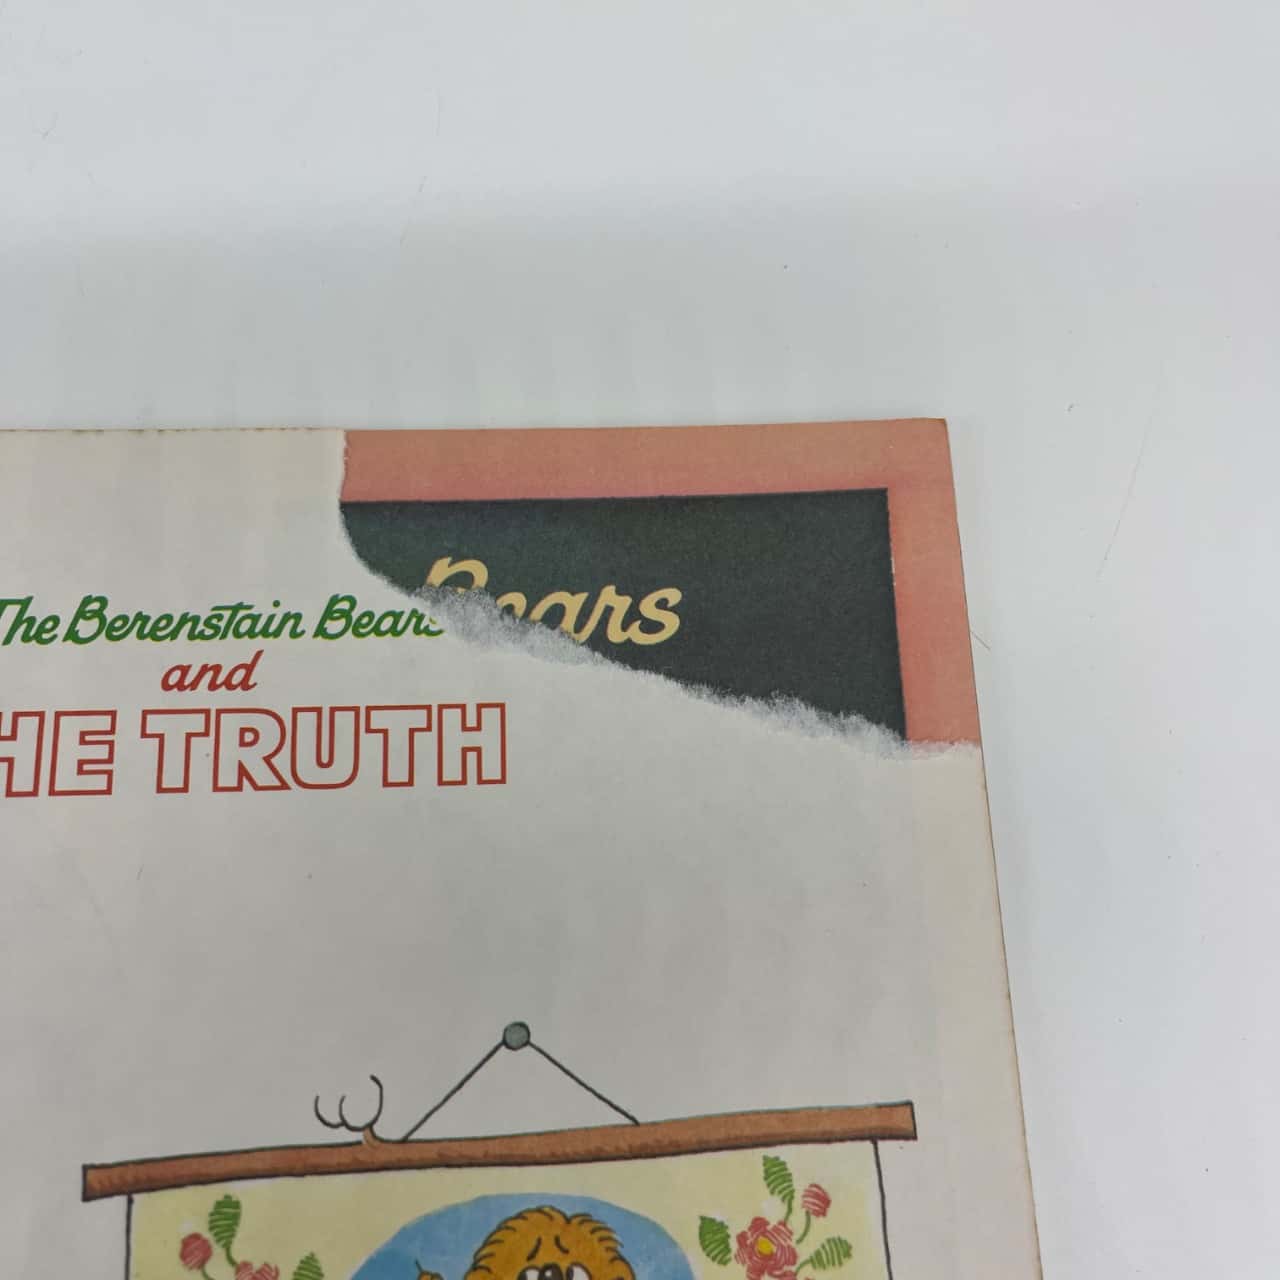 Bears
The Berenstain Bears
and
HE TRUTH